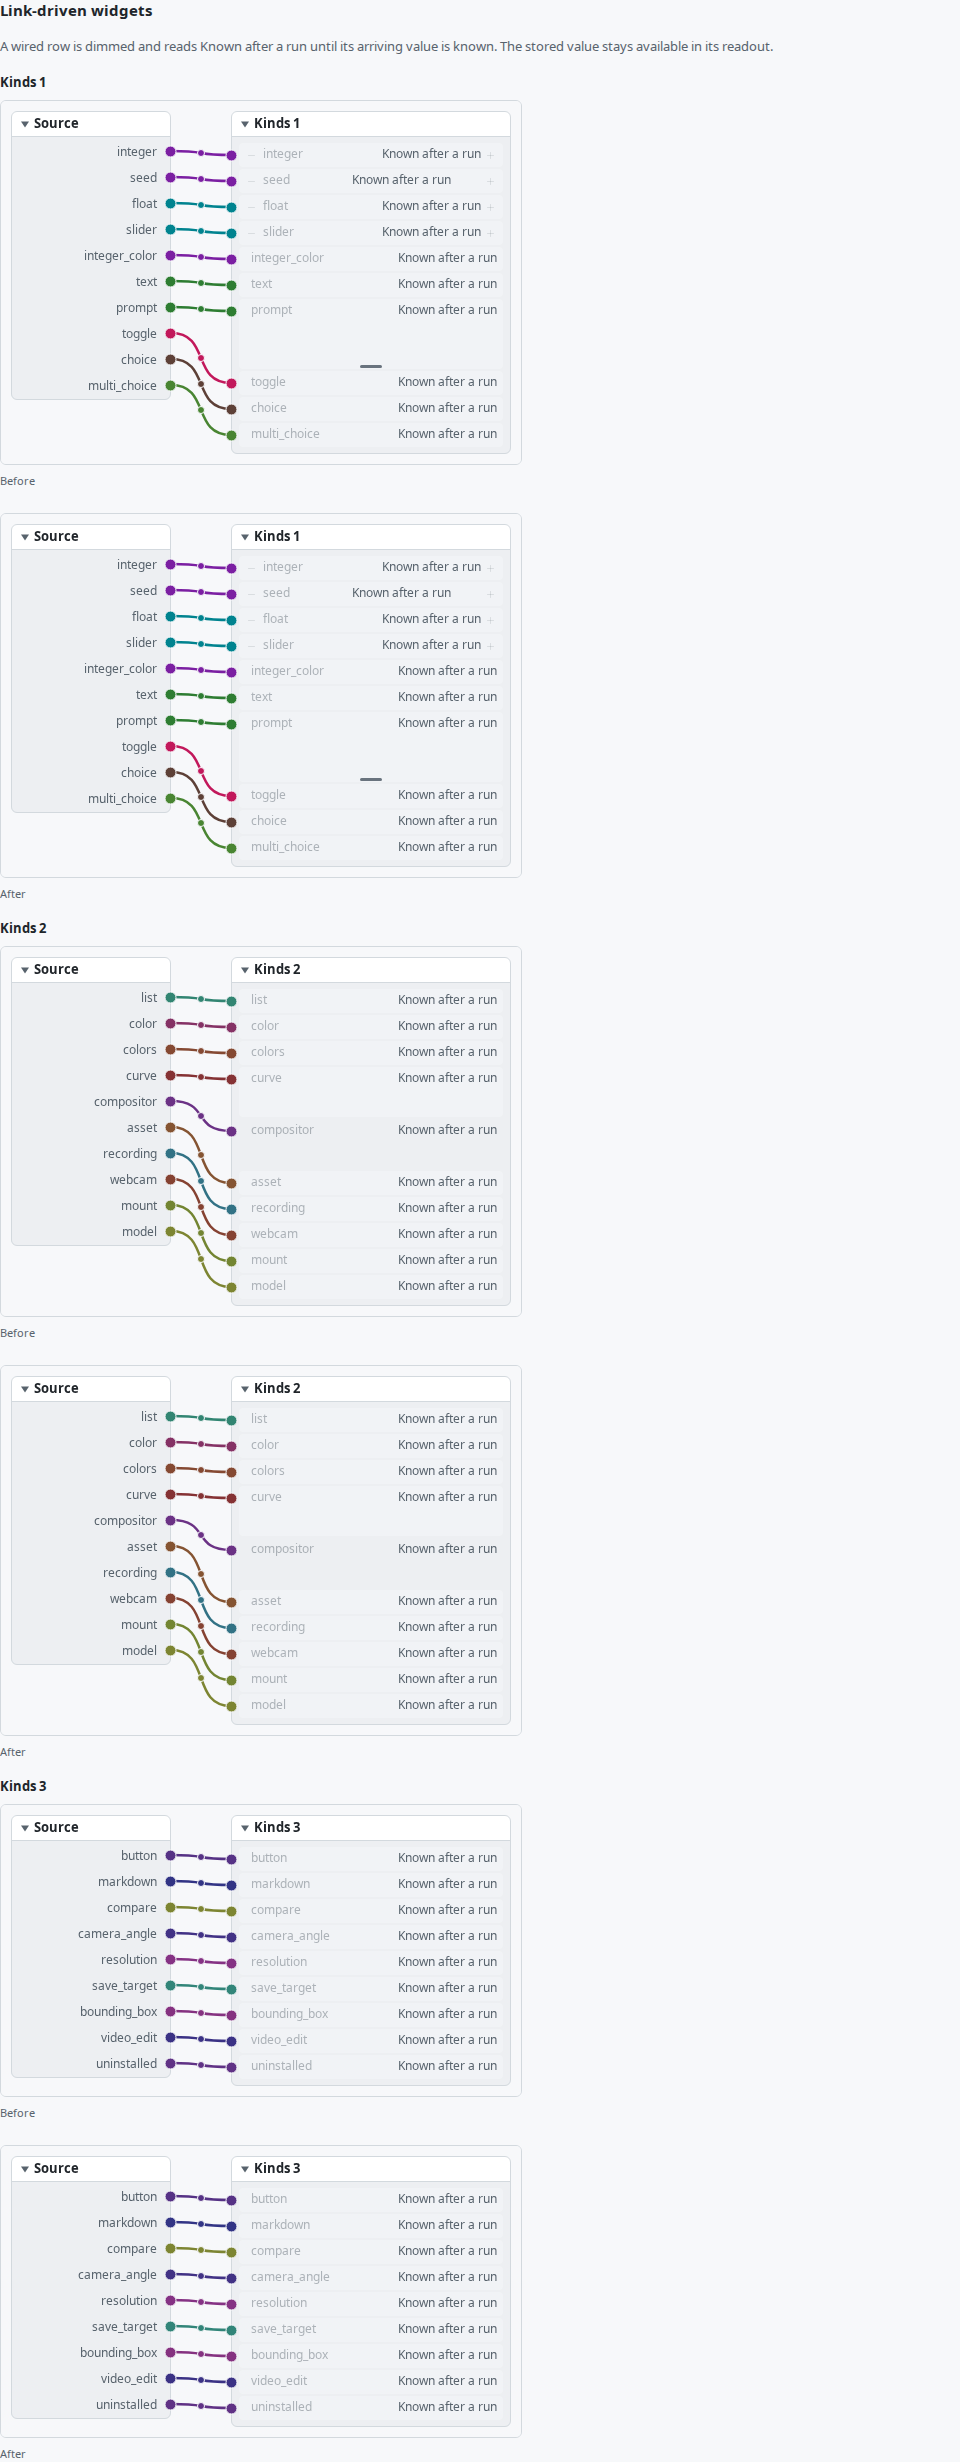 Link-driven widgets
A wired row is dimmed and reads Known after a run until its arriving value is known. The stored value stays available in its readout.
Kinds 1
Source
integer
seed
float
slider
integer_color
text
prompt
toggle
choice
multi_choice
Kinds 1
− integer Known after a run +
− seed Known after a run +
− float Known after a run +
− slider Known after a run +
integer_color Known after a run
text Known after a run
prompt Known after a run
toggle Known after a run
choice Known after a run
multi_choice Known after a run
Before
Source
integer
seed
float
slider
integer_color
text
prompt
toggle
choice
multi_choice
Kinds 1
− integer Known after a run +
− seed Known after a run +
− float Known after a run +
− slider Known after a run +
integer_color Known after a run
text Known after a run
prompt Known after a run
toggle Known after a run
choice Known after a run
multi_choice Known after a run
After
Kinds 2
Source
list
color
colors
curve
compositor
asset
recording
webcam
mount
model
Kinds 2
list Known after a run
color Known after a run
colors Known after a run
curve Known after a run
compositor Known after a run
asset Known after a run
recording Known after a run
webcam Known after a run
mount Known after a run
model Known after a run
Before
Source
list
color
colors
curve
compositor
asset
recording
webcam
mount
model
Kinds 2
list Known after a run
color Known after a run
colors Known after a run
curve Known after a run
compositor Known after a run
asset Known after a run
recording Known after a run
webcam Known after a run
mount Known after a run
model Known after a run
After
Kinds 3
Source
button
markdown
compare
camera_angle
resolution
save_target
bounding_box
video_edit
uninstalled
Kinds 3
button Known after a run
markdown Known after a run
compare Known after a run
camera_angle Known after a run
resolution Known after a run
save_target Known after a run
bounding_box Known after a run
video_edit Known after a run
uninstalled Known after a run
Before
Source
button
markdown
compare
camera_angle
resolution
save_target
bounding_box
video_edit
uninstalled
Kinds 3
button Known after a run
markdown Known after a run
compare Known after a run
camera_angle Known after a run
resolution Known after a run
save_target Known after a run
bounding_box Known after a run
video_edit Known after a run
uninstalled Known after a run
After